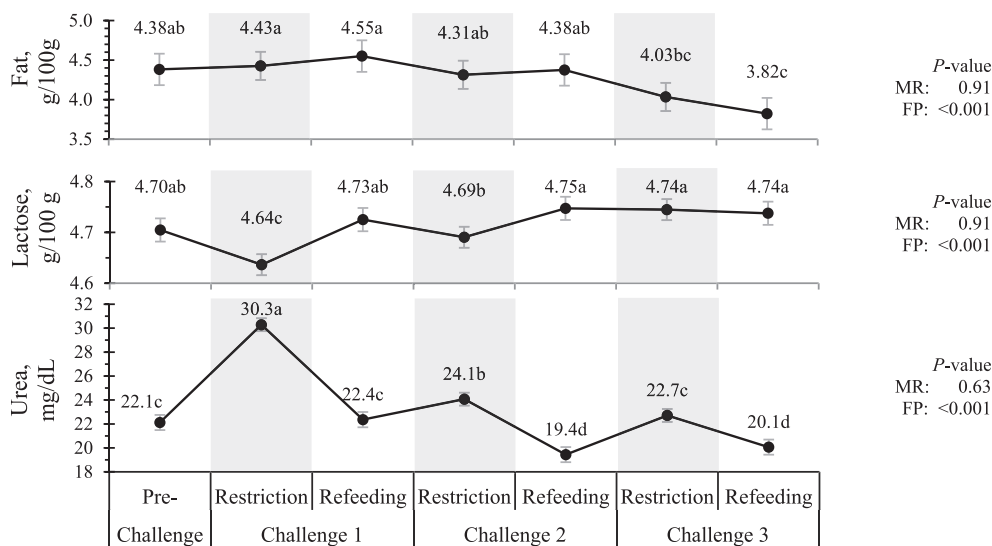 Fat,
g/100g
5.0
4.5
4.0
3.5
4.38ab
4.43a
4.55a
4.31ab
4.38ab
4.03bc
3.82c
P-value
MR: 0.91
FP: <0.001
Lactose,
g/100 g
4.8
4.7
4.6
4.70ab
4.64c
4.73ab
4.69b
4.75a
4.74a
4.74a
P-value
MR: 0.91
FP: <0.001
Urea,
mg/dL
32
30
28
26
24
22
20
18
22.1c
30.3a
22.4c
24.1b
19.4d
22.7c
20.1d
P-value
MR: 0.63
FP: <0.001
Pre- Restriction Refeeding Restriction Refeeding Restriction Refeeding
Challenge Challenge 1 Challenge 2 Challenge 3